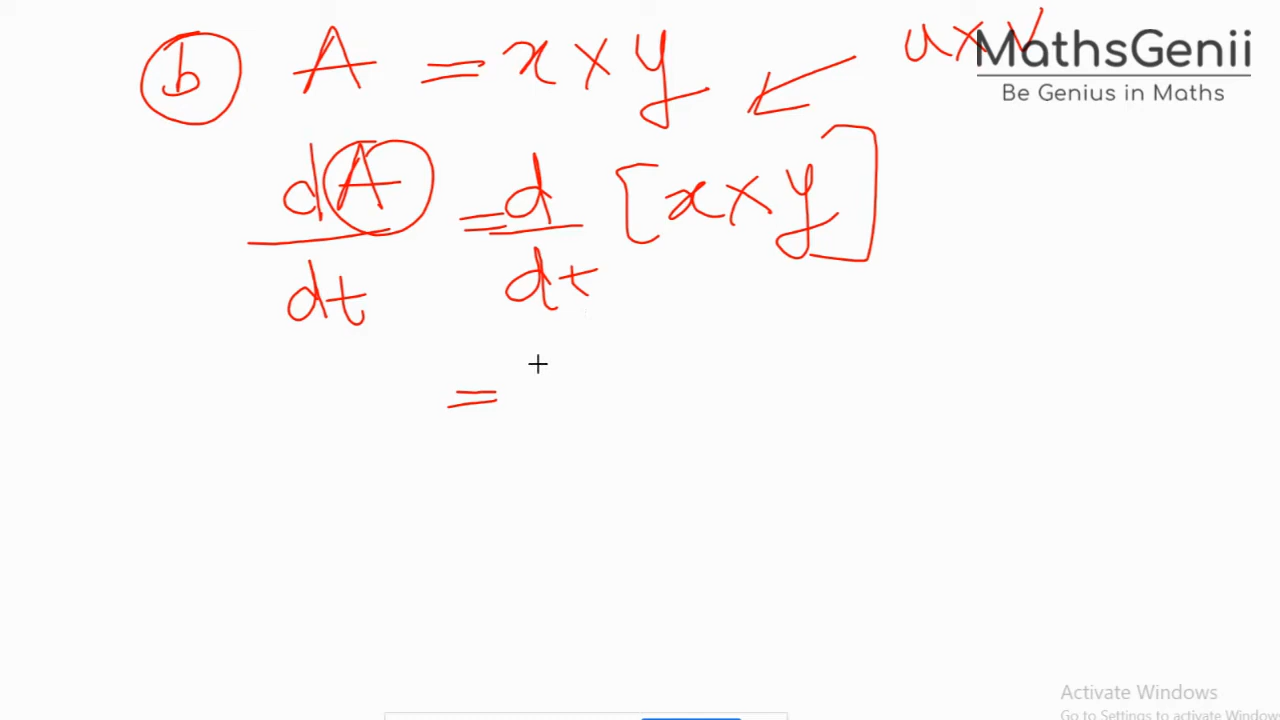 b A = x × y u × v
MathsGenii
Be Genius in Maths
dA/dt = d/dt [x × y]
=
Activate Windows
Go to Settings to activate Windows